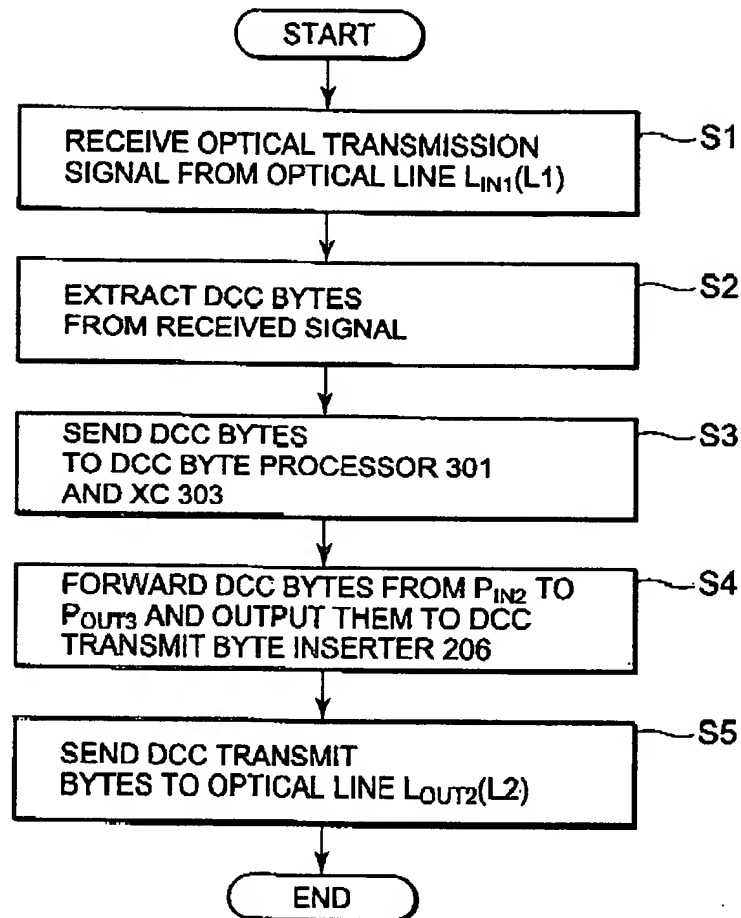 START
RECEIVE OPTICAL TRANSMISSION
SIGNAL FROM OPTICAL LINE LIN1(L1)
S1
EXTRACT DCC BYTES
FROM RECEIVED SIGNAL
S2
SEND DCC BYTES
TO DCC BYTE PROCESSOR 301
AND XC 303
S3
FORWARD DCC BYTES FROM PIN2 TO
POUT3 AND OUTPUT THEM TO DCC
TRANSMIT BYTE INSERTER 206
S4
SEND DCC TRANSMIT
BYTES TO OPTICAL LINE LOUT2(L2)
S5
END